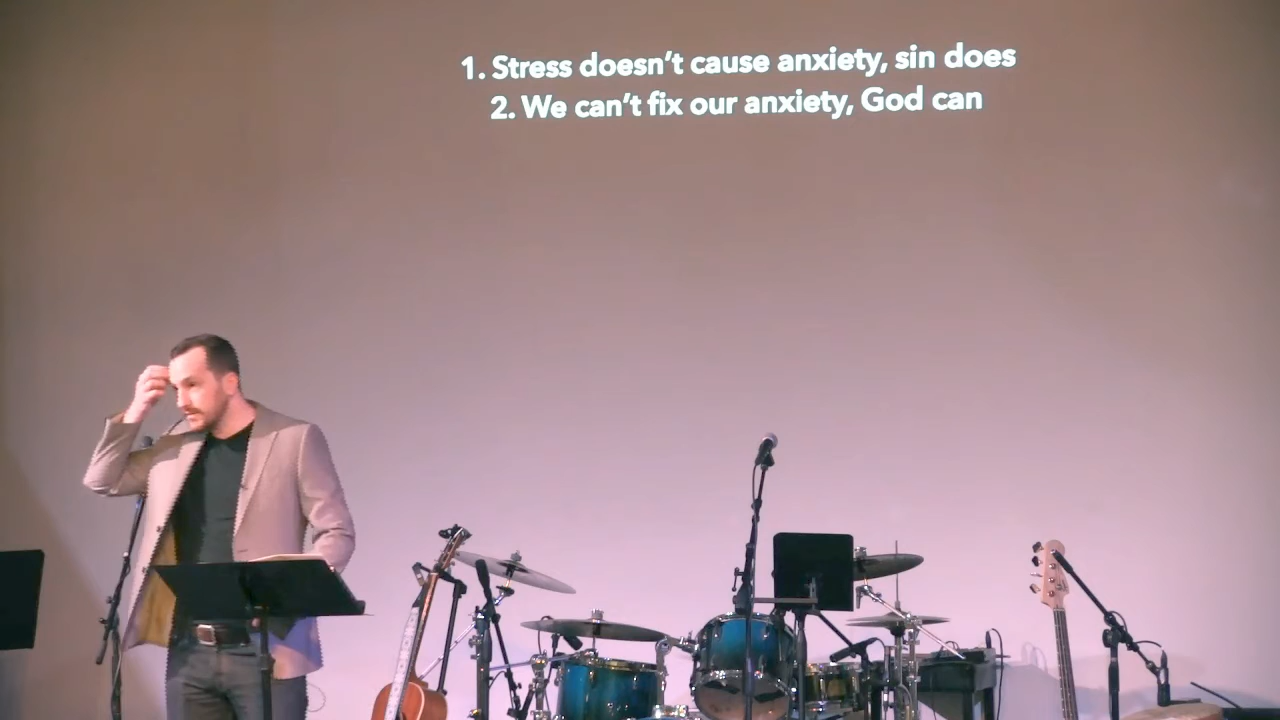 1. Stress doesn't cause anxiety, sin does
2. We can't fix our anxiety, God can